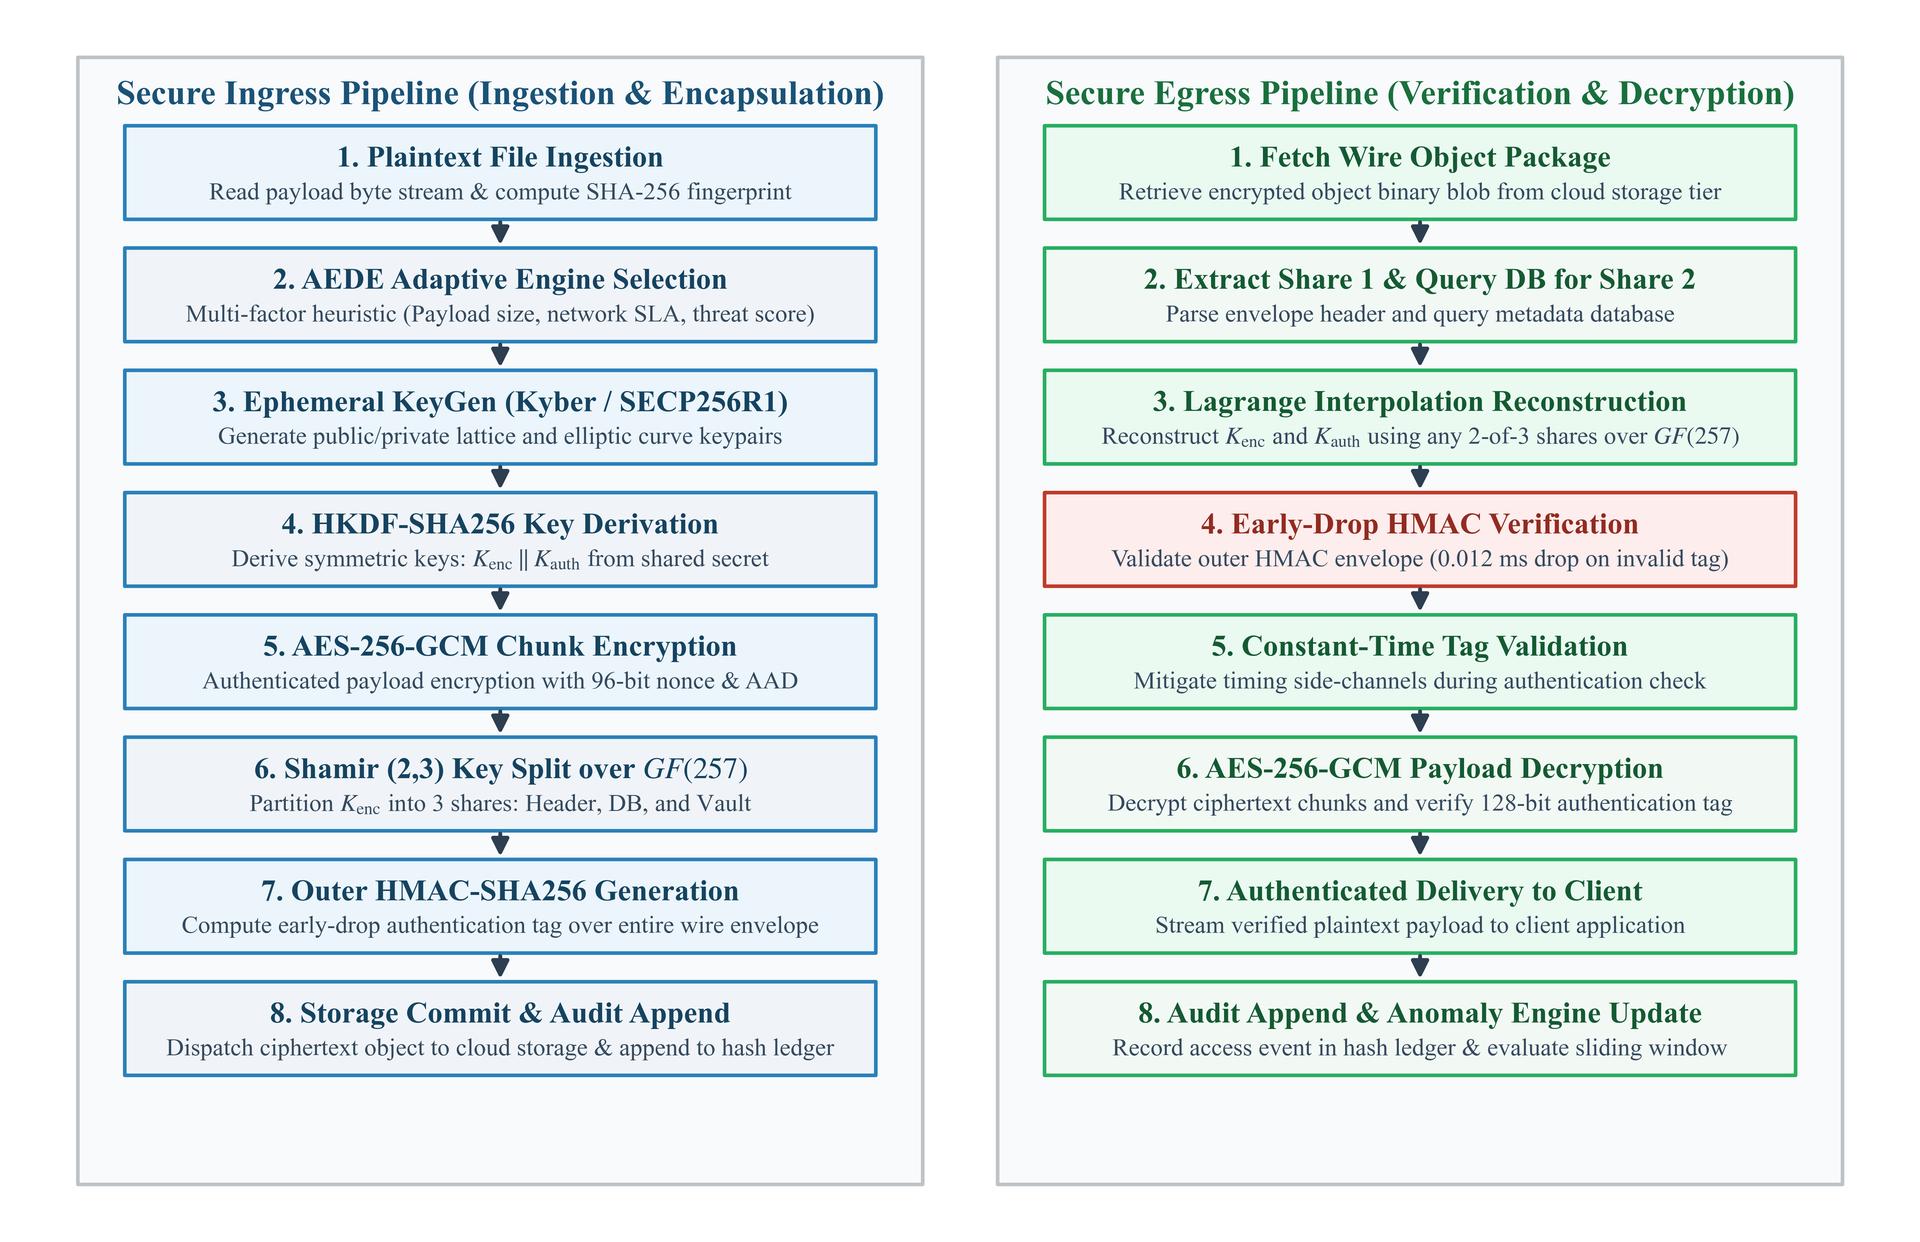 Secure Ingress Pipeline (Ingestion & Encapsulation)
1. Plaintext File Ingestion
Read payload byte stream & compute SHA-256 fingerprint
2. AEDE Adaptive Engine Selection
Multi-factor heuristic (Payload size, network SLA, threat score)
3. Ephemeral KeyGen (Kyber / SECP256R1)
Generate public/private lattice and elliptic curve keypairs
4. HKDF-SHA256 Key Derivation
Derive symmetric keys: K_enc || K_auth from shared secret
5. AES-256-GCM Chunk Encryption
Authenticated payload encryption with 96-bit nonce & AAD
6. Shamir (2,3) Key Split over GF(257)
Partition K_enc into 3 shares: Header, DB, and Vault
7. Outer HMAC-SHA256 Generation
Compute early-drop authentication tag over entire wire envelope
8. Storage Commit & Audit Append
Dispatch ciphertext object to cloud storage & append to hash ledger
Secure Egress Pipeline (Verification & Decryption)
1. Fetch Wire Object Package
Retrieve encrypted object binary blob from cloud storage tier
2. Extract Share 1 & Query DB for Share 2
Parse envelope header and query metadata database
3. Lagrange Interpolation Reconstruction
Reconstruct K_enc and K_auth using any 2-of-3 shares over GF(257)
4. Early-Drop HMAC Verification
Validate outer HMAC envelope (0.012 ms drop on invalid tag)
5. Constant-Time Tag Validation
Mitigate timing side-channels during authentication check
6. AES-256-GCM Payload Decryption
Decrypt ciphertext chunks and verify 128-bit authentication tag
7. Authenticated Delivery to Client
Stream verified plaintext payload to client application
8. Audit Append & Anomaly Engine Update
Record access event in hash ledger & evaluate sliding window